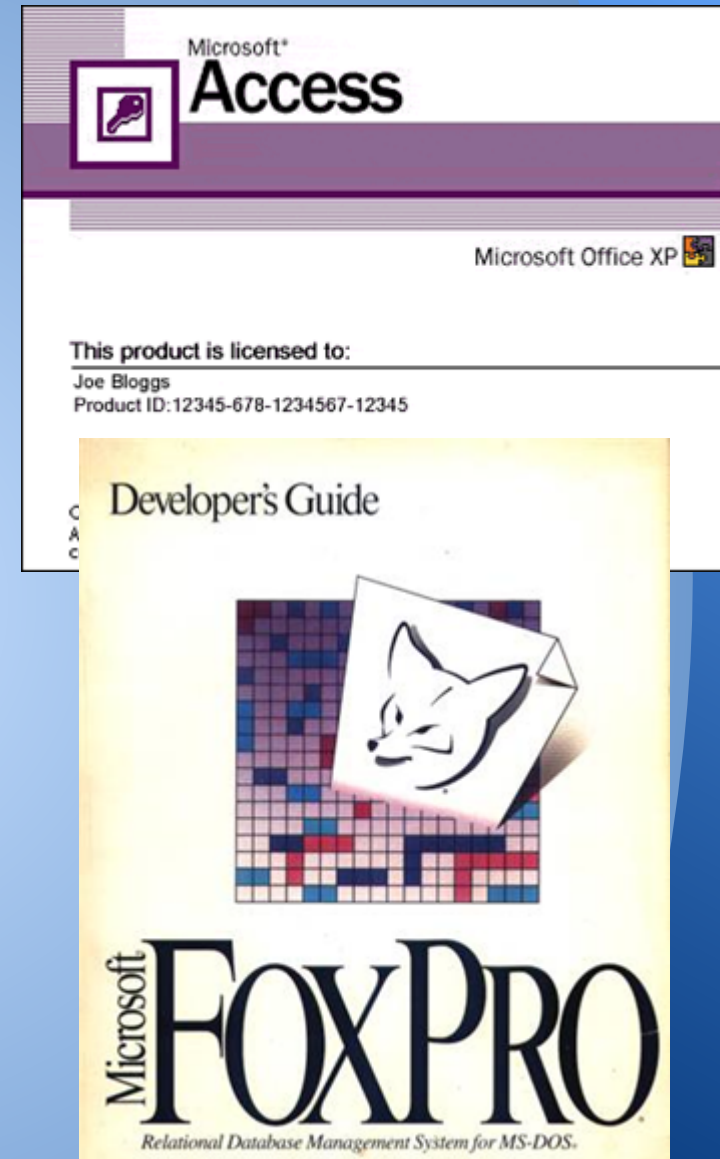 Microsoft®
Access
Microsoft Office XP
This product is licensed to:
Joe Bloggs
Product ID:12345-678-1234567-12345
Developer's Guide
Microsoft
FOXPRO
Relational Database Management System for MS-DOS.